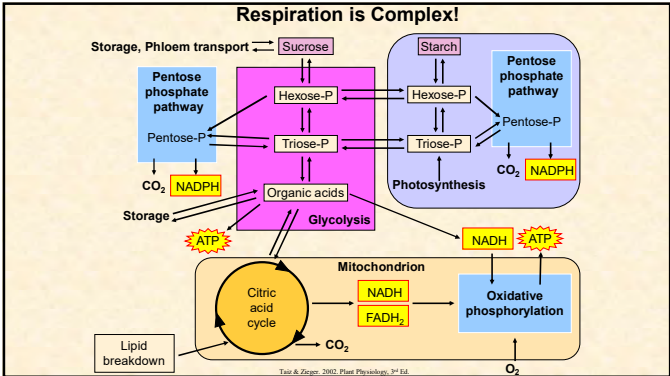 Respiration is Complex!
Storage, Phloem transport
Sucrose
Starch
Pentose
phosphate
pathway
Hexose-P
Hexose-P
Pentose
phosphate
pathway
Pentose-P
Triose-P
Triose-P
Pentose-P
CO₂
NADPH
Organic acids
Photosynthesis
CO₂
NADPH
Storage
Glycolysis
ATP
NADH
ATP
Mitochondrion
Citric
acid
cycle
NADH
FADH₂
Oxidative
phosphorylation
Lipid
breakdown
CO₂
O₂
Taiz & Zieger. 2002. Plant Physiology, 3rd Ed.